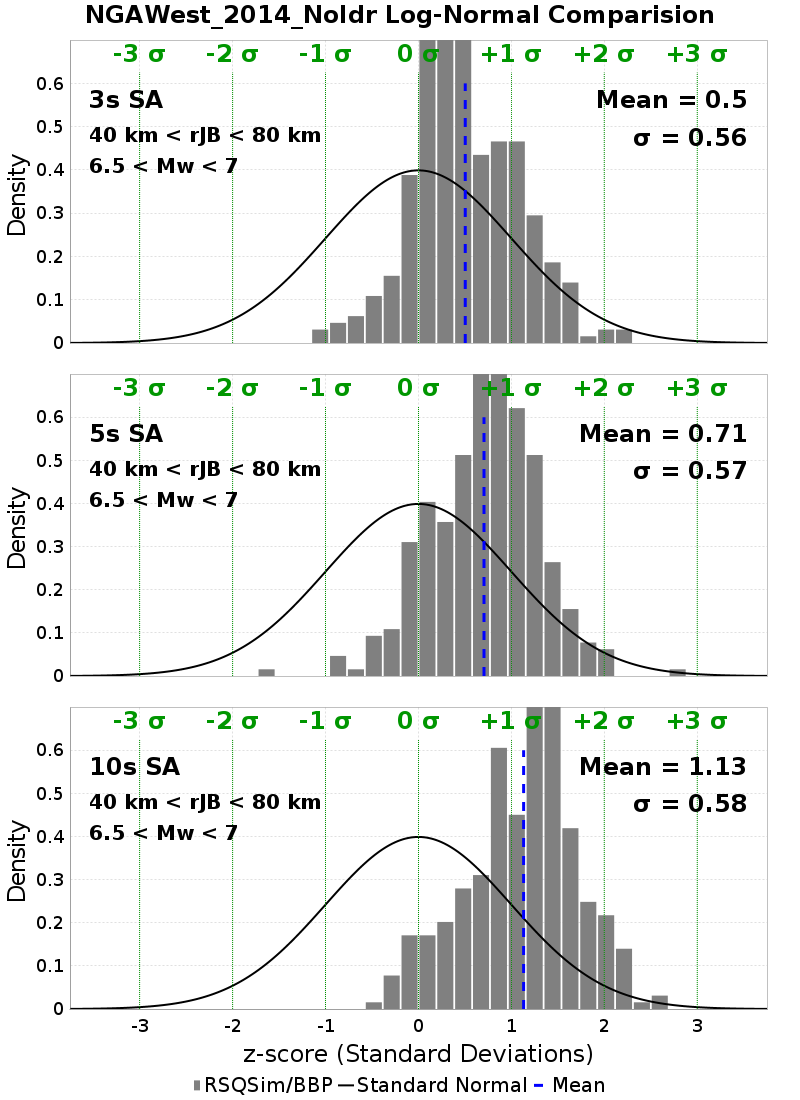 NGAWest_2014_NoIdr Log-Normal Comparision
-3 σ -2 σ -1 σ 0 σ +1 σ +2 σ +3 σ
0.6
3s SA
Mean = 0.5
0.5
40 km < rJB < 80 km
σ = 0.56
0.4
6.5 < Mw < 7
0.3
0.2
0.1
0
Density
-3 σ -2 σ -1 σ 0 σ +1 σ +2 σ +3 σ
0.6
5s SA
Mean = 0.71
0.5
40 km < rJB < 80 km
σ = 0.57
0.4
6.5 < Mw < 7
0.3
0.2
0.1
0
Density
-3 σ -2 σ -1 σ 0 σ +1 σ +2 σ +3 σ
0.6
10s SA
Mean = 1.13
0.5
40 km < rJB < 80 km
σ = 0.58
0.4
6.5 < Mw < 7
0.3
0.2
0.1
0
Density
-3 -2 -1 0 1 2 3
z-score (Standard Deviations)
RSQSim/BBP Standard Normal Mean